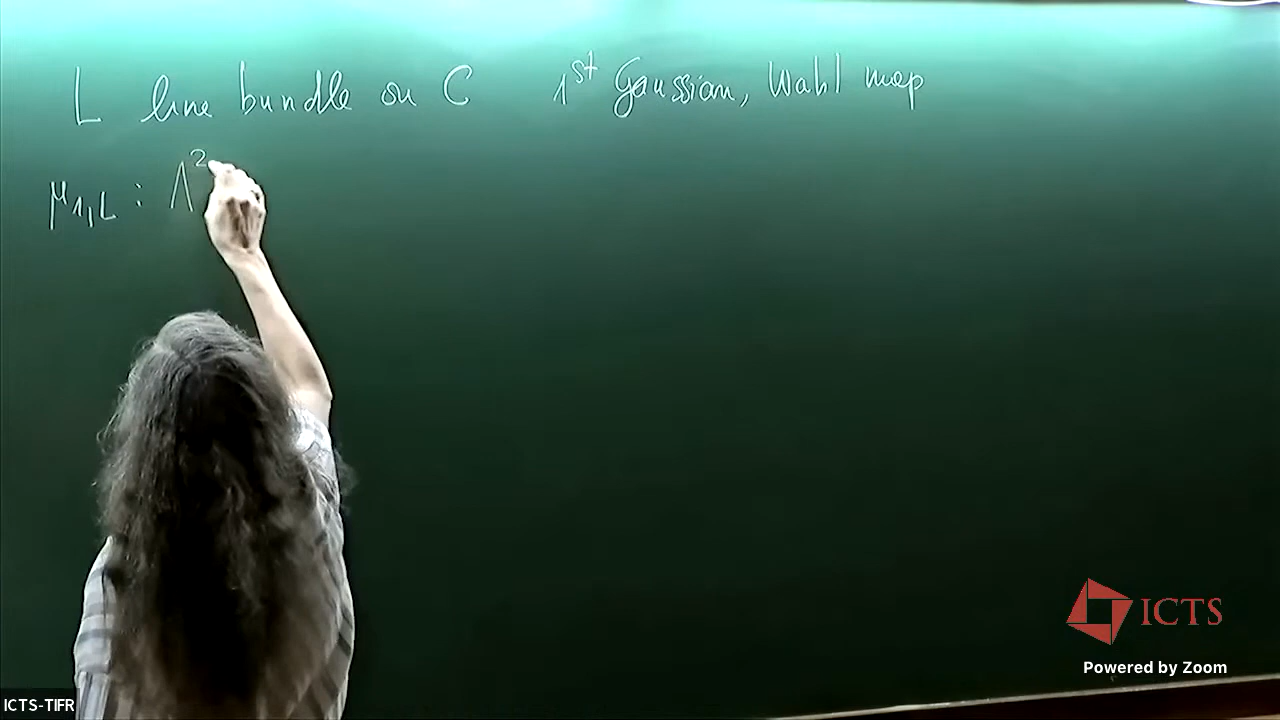 L line bundle on C 1st Gaussian, Wahl map
μ1,L : Λ2
ICTS
Powered by Zoom
ICTS-TIFR